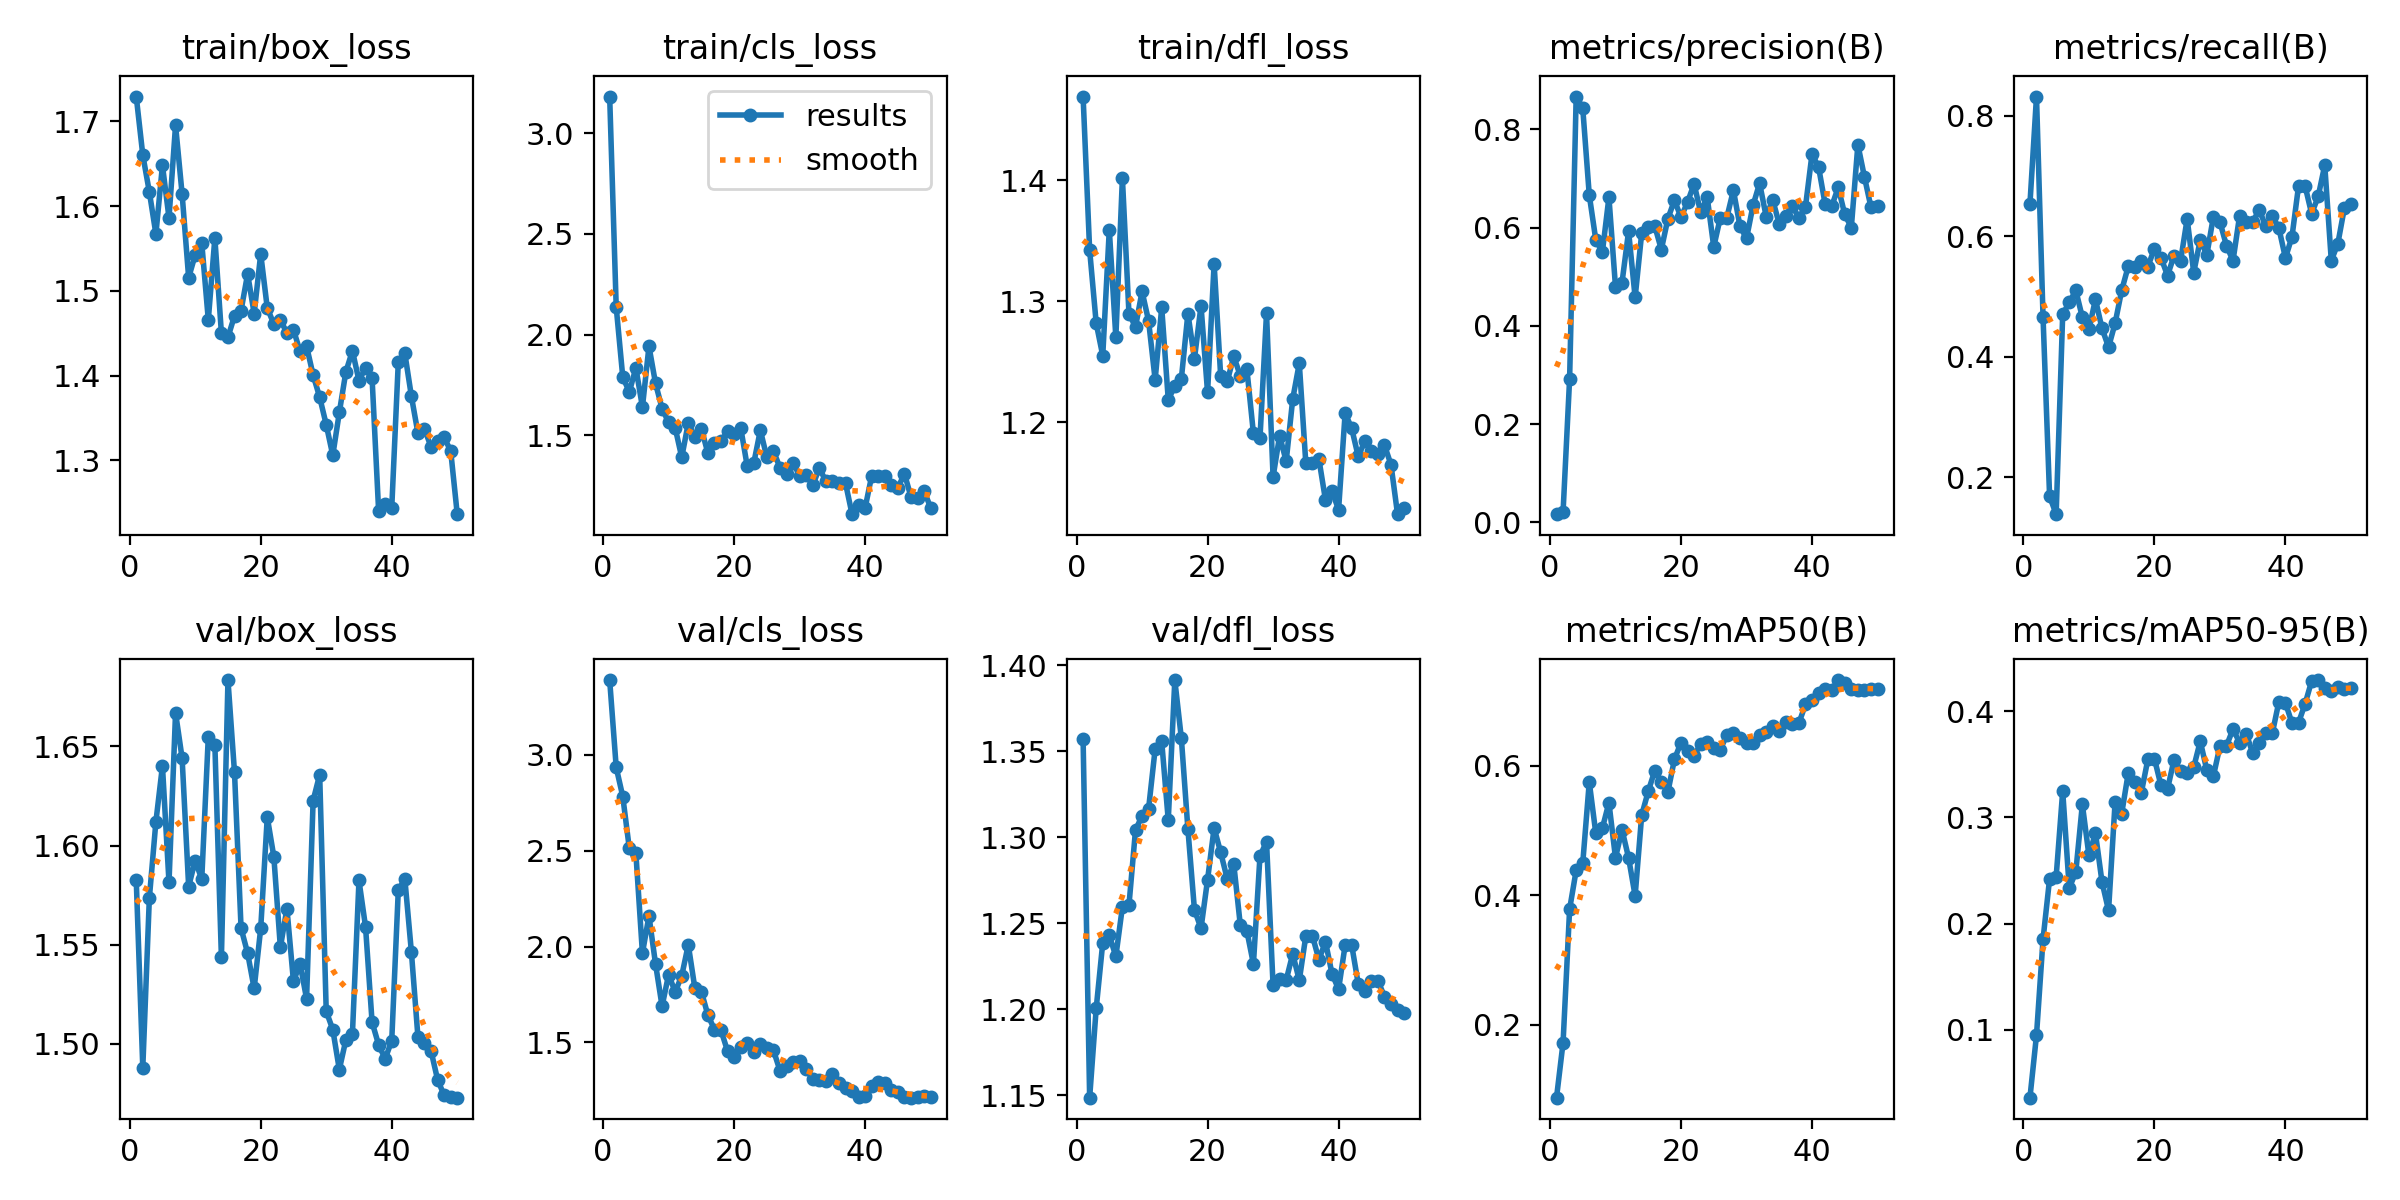 train/box_loss
train/cls_loss
train/dfl_loss
metrics/precision(B)
metrics/recall(B)
1.7
1.6
1.5
1.4
1.3
0 20 40
results
smooth
3.0
2.5
2.0
1.5
0 20 40
1.4
1.3
1.2
0 20 40
0.8
0.6
0.4
0.2
0.0
0 20 40
0.8
0.6
0.4
0.2
0 20 40
val/box_loss
val/cls_loss
val/dfl_loss
metrics/mAP50(B)
metrics/mAP50-95(B)
1.65
1.60
1.55
1.50
0 20 40
3.0
2.5
2.0
1.5
0 20 40
1.40
1.35
1.30
1.25
1.20
1.15
0 20 40
0.6
0.4
0.2
0 20 40
0.4
0.3
0.2
0.1
0 20 40